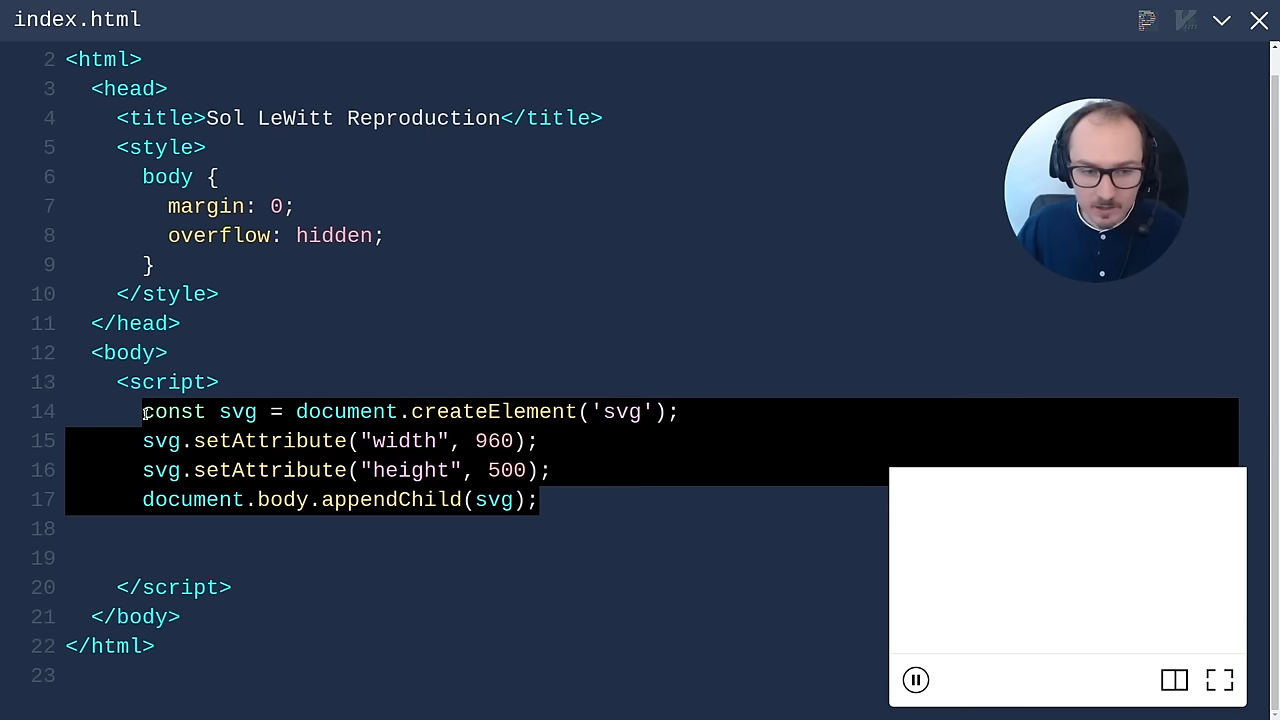 index.html
2 <html>
3 <head>
4 <title>Sol LeWitt Reproduction</title>
5 <style>
6 body {
7 margin: 0;
8 overflow: hidden;
9 }
10 </style>
11 </head>
12 <body>
13 <script>
14 const svg = document.createElement('svg');
15 svg.setAttribute("width", 960);
16 svg.setAttribute("height", 500);
17 document.body.appendChild(svg);
18
19
20 </script>
21 </body>
22 </html>
23